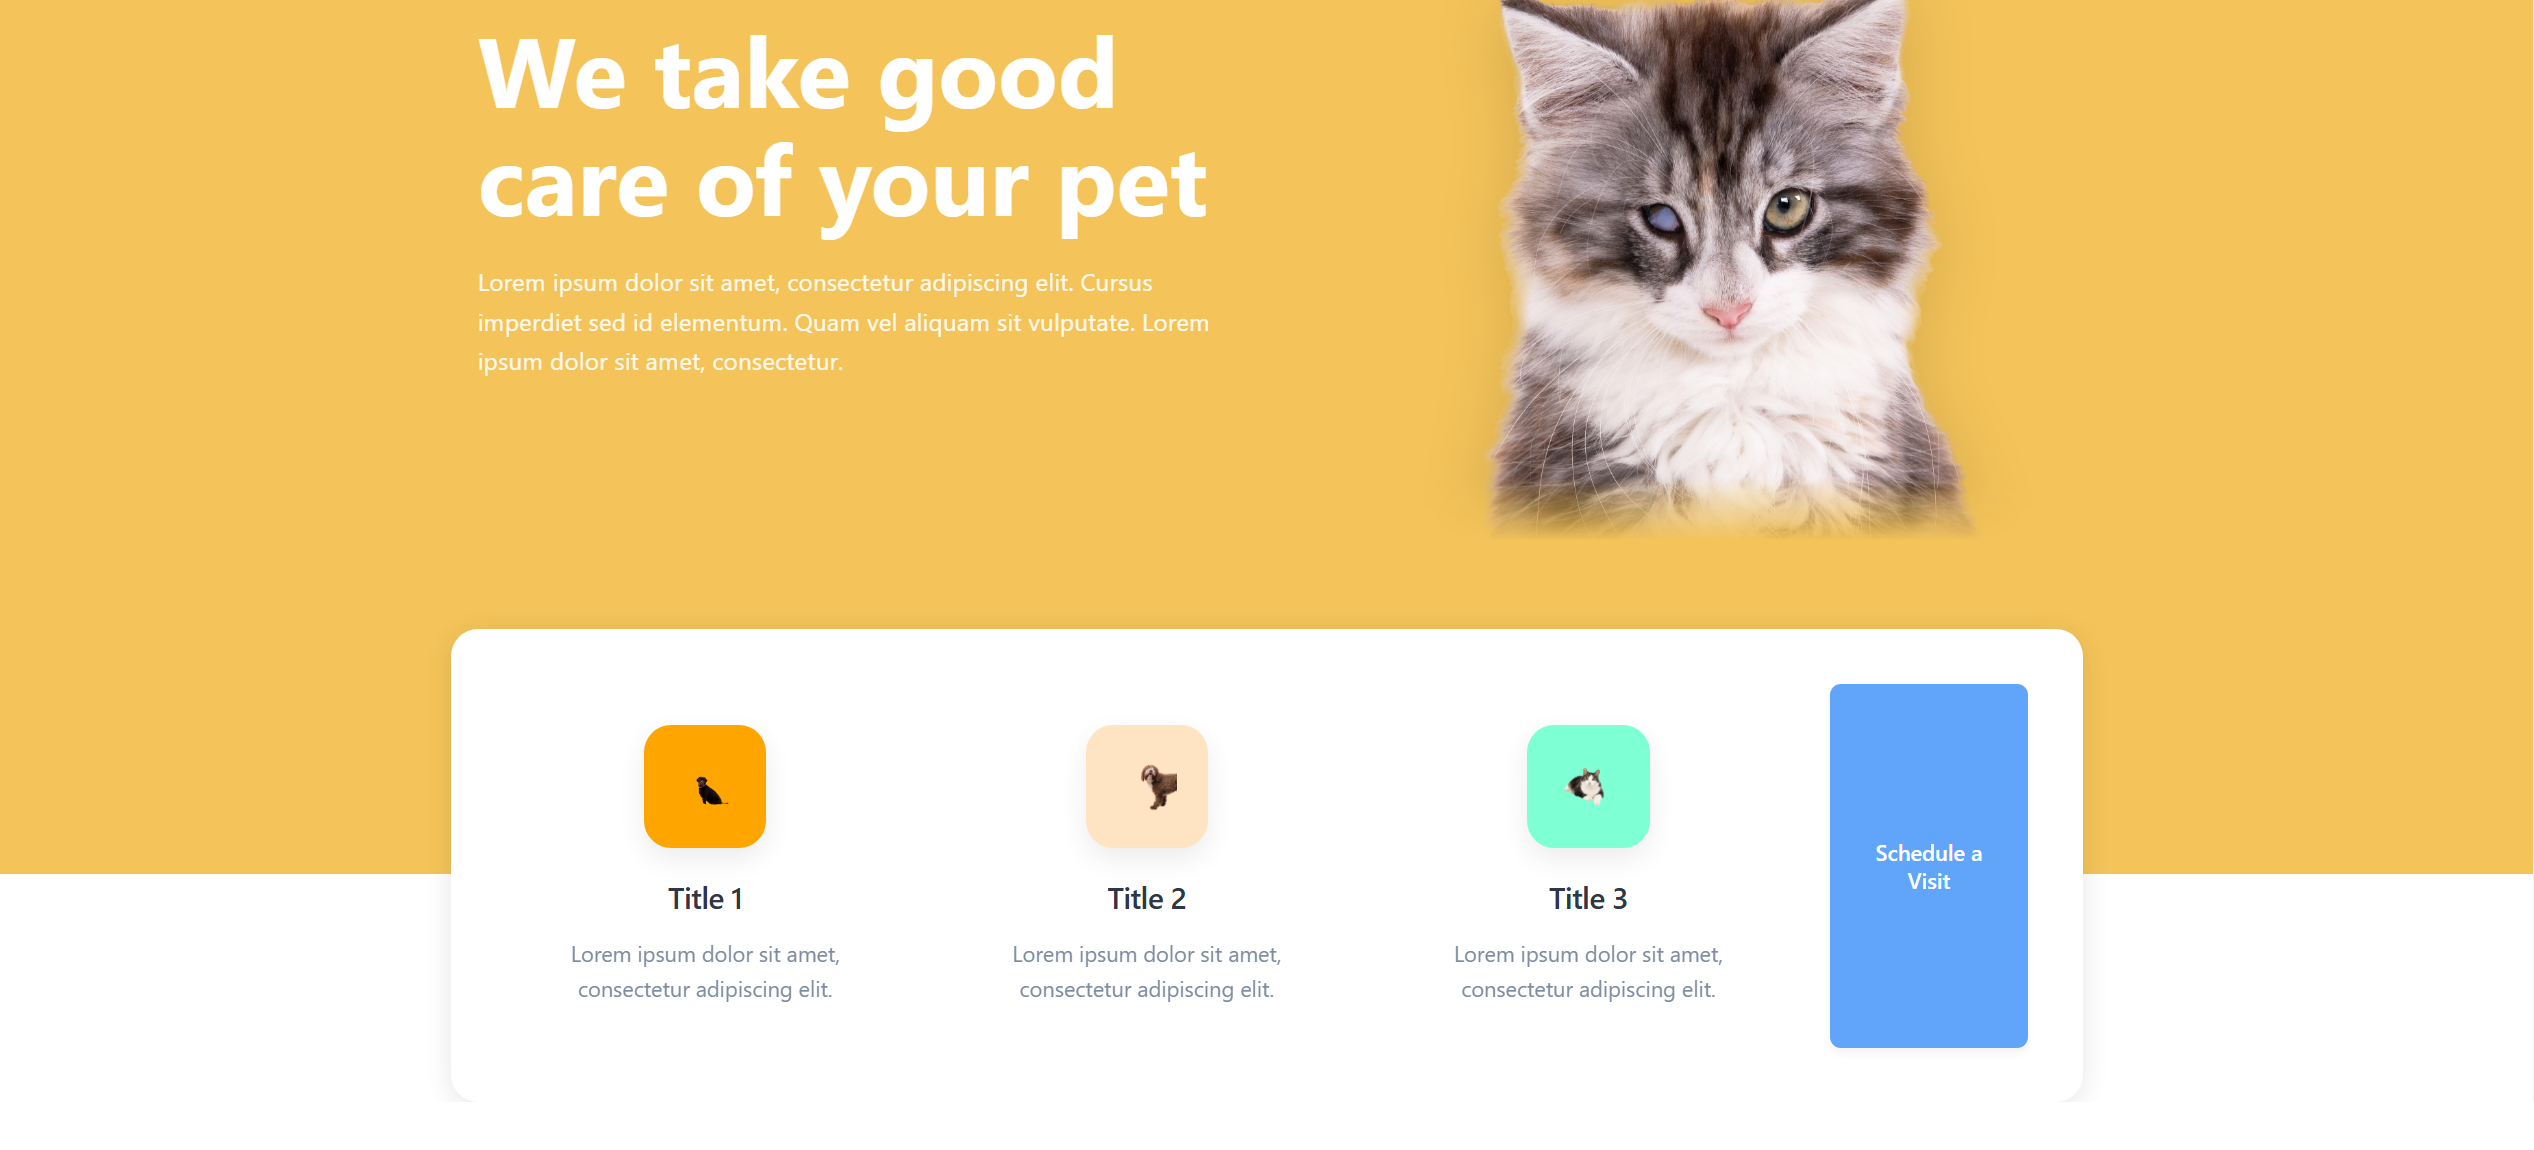 We take good
care of your pet
Lorem ipsum dolor sit amet, consectetur adipiscing elit. Cursus
imperdiet sed id elementum. Quam vel aliquam sit vulputate. Lorem
ipsum dolor sit amet, consectetur.
Title 1
Lorem ipsum dolor sit amet,
consectetur adipiscing elit.
Title 2
Lorem ipsum dolor sit amet,
consectetur adipiscing elit.
Title 3
Lorem ipsum dolor sit amet,
consectetur adipiscing elit.
Schedule a
Visit